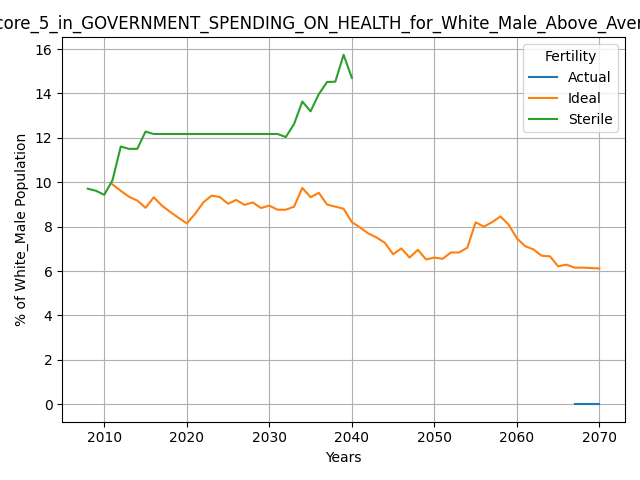 core_5_in_GOVERNMENT_SPENDING_ON_HEALTH_for_White_Male_Above_Aver
% of White_Male Population
16
14
12
10
8
6
4
2
0
Fertility
Actual
Ideal
Sterile
2010 2020 2030 2040 2050 2060 2070
Years